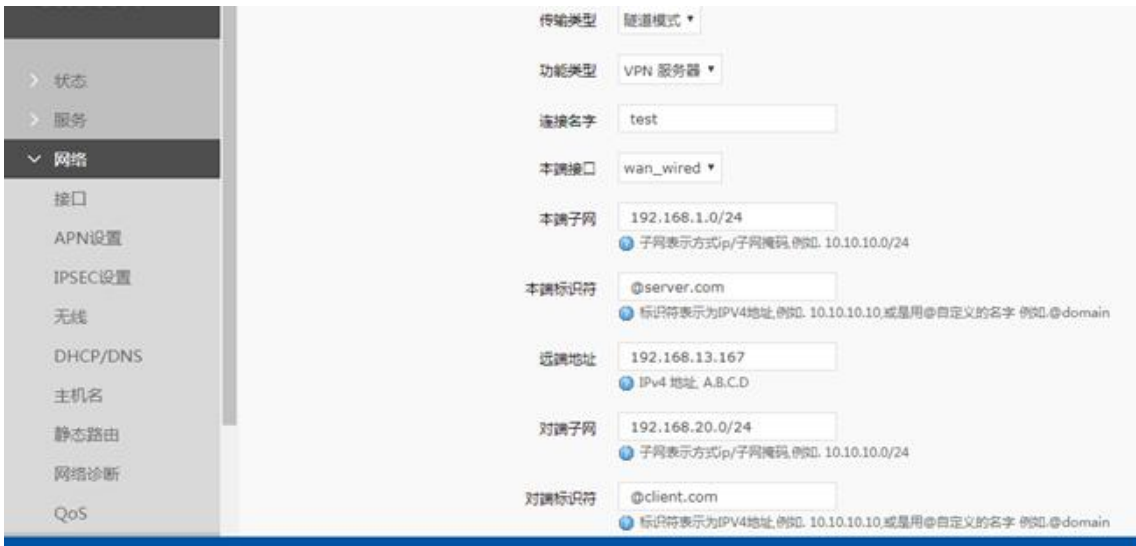 传输类型 隧道模式
功能类型 VPN 服务器
连接名字 test
本端接口 wan_wired
本端子网 192.168.1.0/24
子网表示方式ip/子网掩码,例如. 10.10.10.0/24
本端标识符 @server.com
标识符表示为IPV4地址,例如. 10.10.10.10,或是用@自定义的名字 例如.@domain
远端地址 192.168.13.167
IPv4 地址, A.B.C.D
对端子网 192.168.20.0/24
子网表示方式ip/子网掩码,例如. 10.10.10.0/24
对端标识符 @client.com
标识符表示为IPV4地址,例如. 10.10.10.10,或是用@自定义的名字 例如.@domain
状态
服务
网络
接口
APN设置
IPSEC设置
无线
DHCP/DNS
主机名
静态路由
网络诊断
QoS